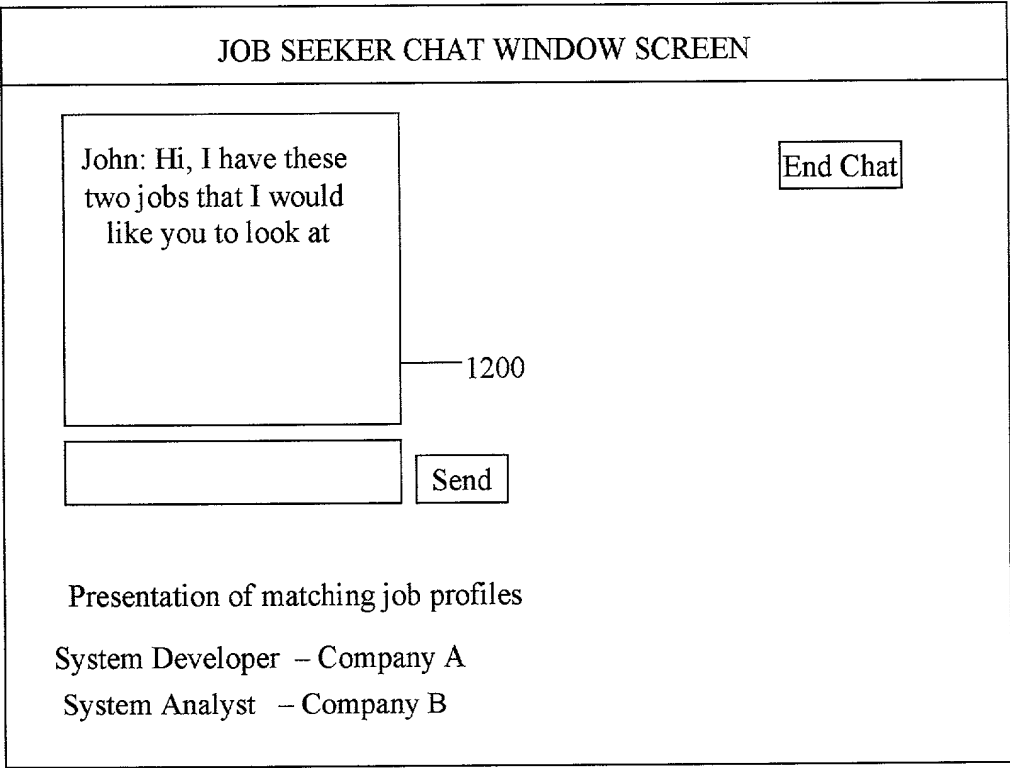 JOB SEEKER CHAT WINDOW SCREEN
John: Hi, I have these
two jobs that I would
like you to look at
End Chat
1200
Send
Presentation of matching job profiles
System Developer – Company A
System Analyst – Company B